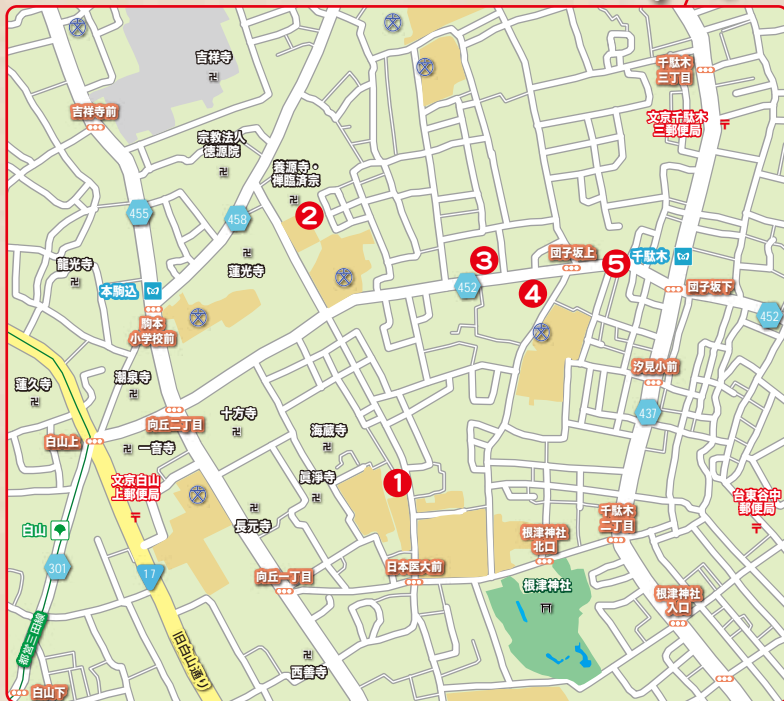 吉祥寺
千駄木
三丁目
吉祥寺前
文京千駄木
三郵便局
宗教法人
徳源院
養源寺・
禅臨済宗
2
455
458
蓮光寺
3
団子坂上
5
千駄木
龍光寺
本駒込
452
4
団子坂下
452
駒本
小学校前
潮泉寺
汐見小前
蓮久寺
437
向丘二丁目
十方寺
白山上
一音寺
海蔵寺
文京白山
上郵便局
眞淨寺
1
台東谷中
郵便局
長元寺
千駄木
二丁目
白山
根津神社
北口
301
17
向丘一丁目
日本医大前
根津神社
根津神社
入口
都営三田線
旧白山通り
西善寺
白山下